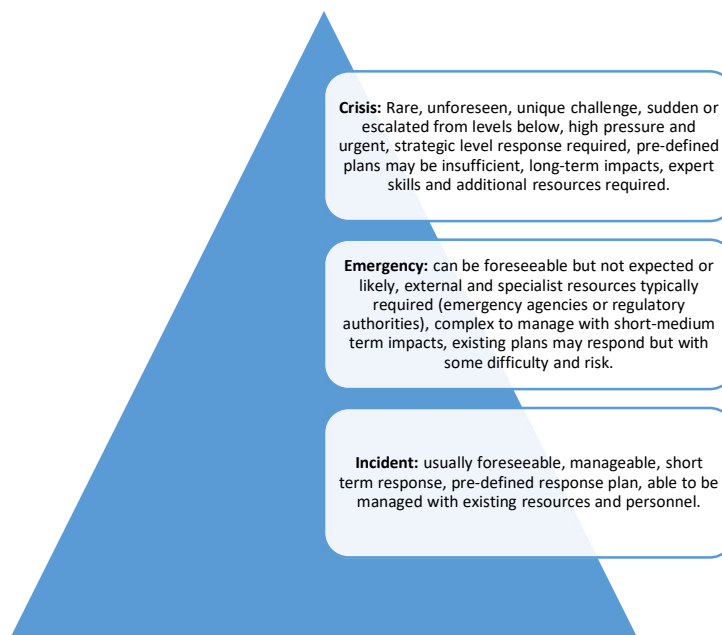 Crisis: Rare, unforeseen, unique challenge, sudden or
escalated from levels below, high pressure and
urgent, strategic level response required, pre-defined
plans may be insufficient, long-term impacts, expert
skills and additional resources required.
Emergency: can be foreseeable but not expected or
likely, external and specialist resources typically
required (emergency agencies or regulatory
authorities), complex to manage with short-medium
term impacts, existing plans may respond but with
some difficulty and risk.
Incident: usually foreseeable, manageable, short
term response, pre-defined response plan, able to be
managed with existing resources and personnel.